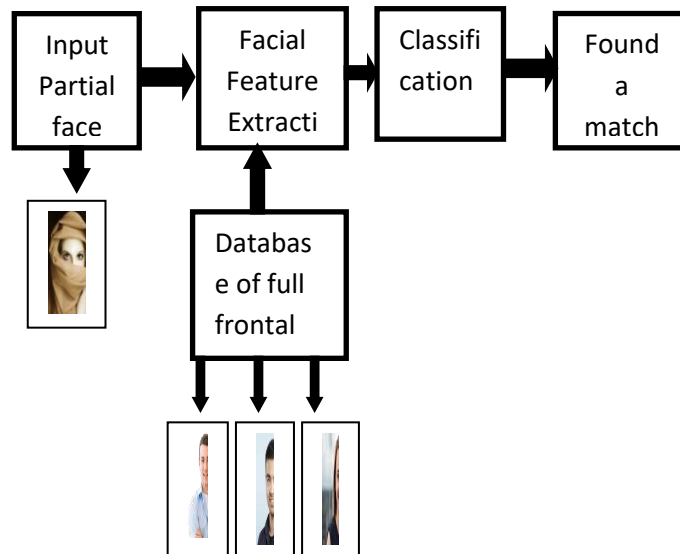 Input
Partial
face
Facial
Feature
Extracti
Classifi
cation
Found
a
match
Databas
e of full
frontal